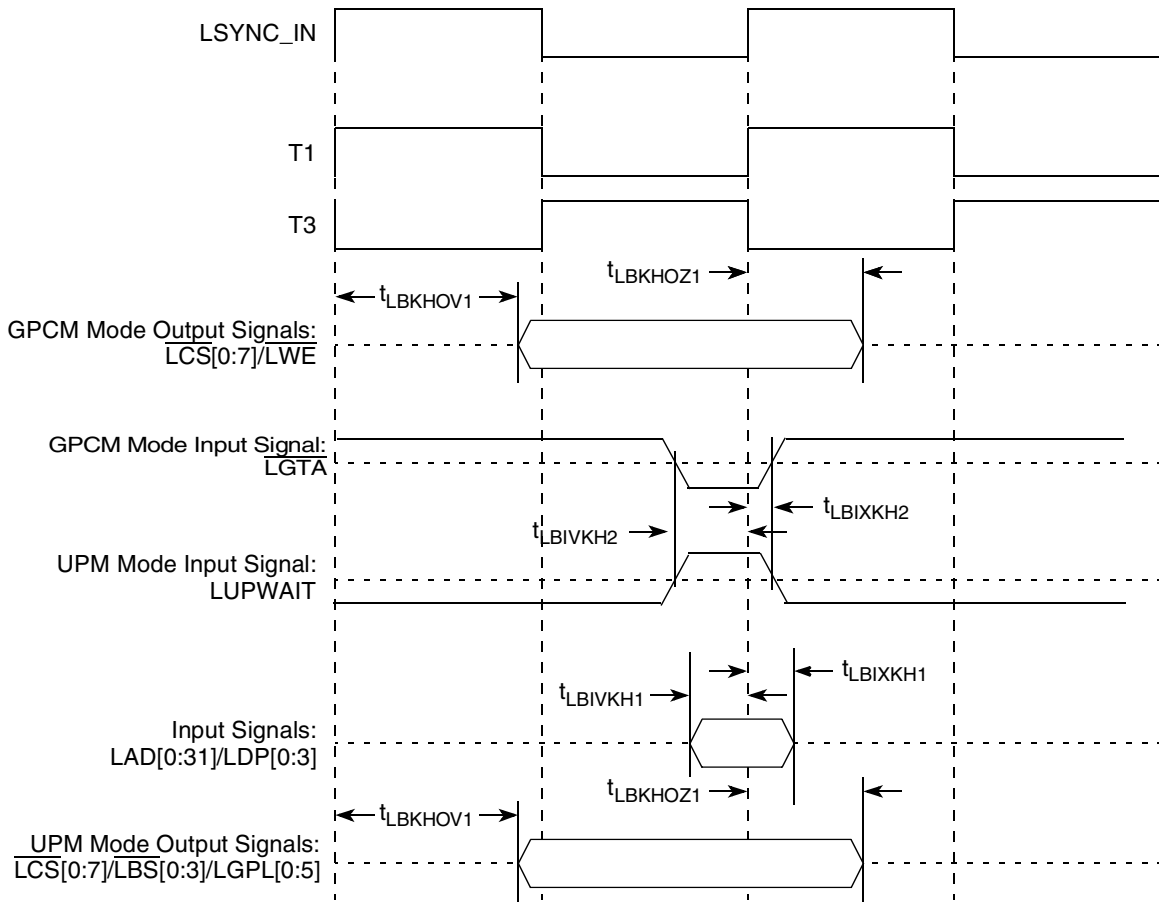 LSYNC_IN
T1
T3
tLBKHOZ1
tLBKHOV1
GPCM Mode Output Signals:
LCS[0:7]/LWE
GPCM Mode Input Signal:
LGTA
tLBIXKH2
tLBIVKH2
UPM Mode Input Signal:
LUPWAIT
tLBIXKH1
tLBIVKH1
Input Signals:
LAD[0:31]/LDP[0:3]
tLBKHOZ1
tLBKHOV1
UPM Mode Output Signals:
LCS[0:7]/LBS[0:3]/LGPL[0:5]